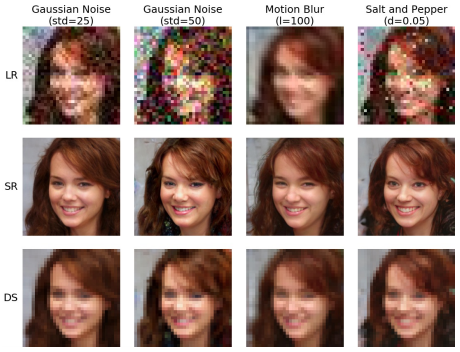 Gaussian Noise Gaussian Noise Motion Blur Salt and Pepper
(std=25) (std=50) (l=100) (d=0.05)
LR
SR
DS